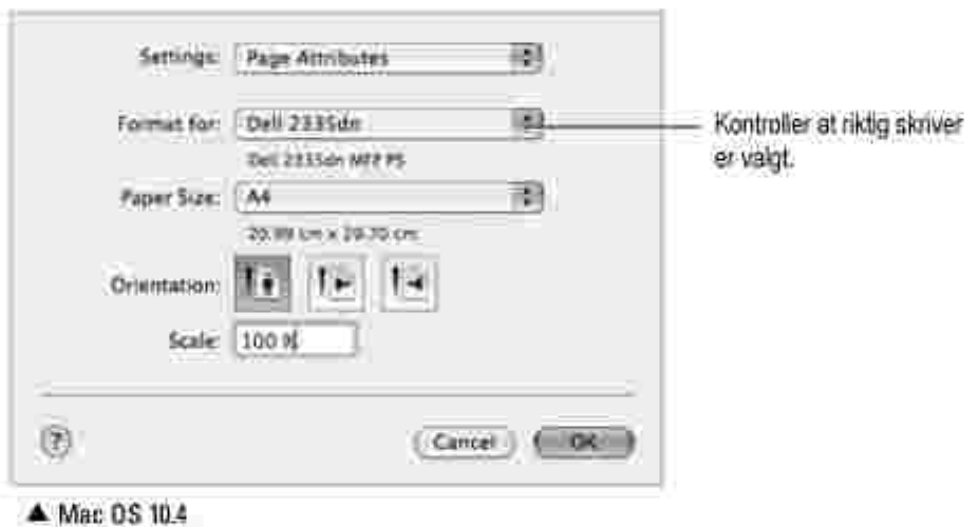 Settings: Page Attributes
Format for: Dell 2335dn
Dell 2335dn MFP PS
Kontroller at riktig skriver
er valgt.
Paper Size: A4
20.99 cm x 29.70 cm
Orientation:
Scale: 100 %
? Cancel OK
▲ Mac OS 10.4